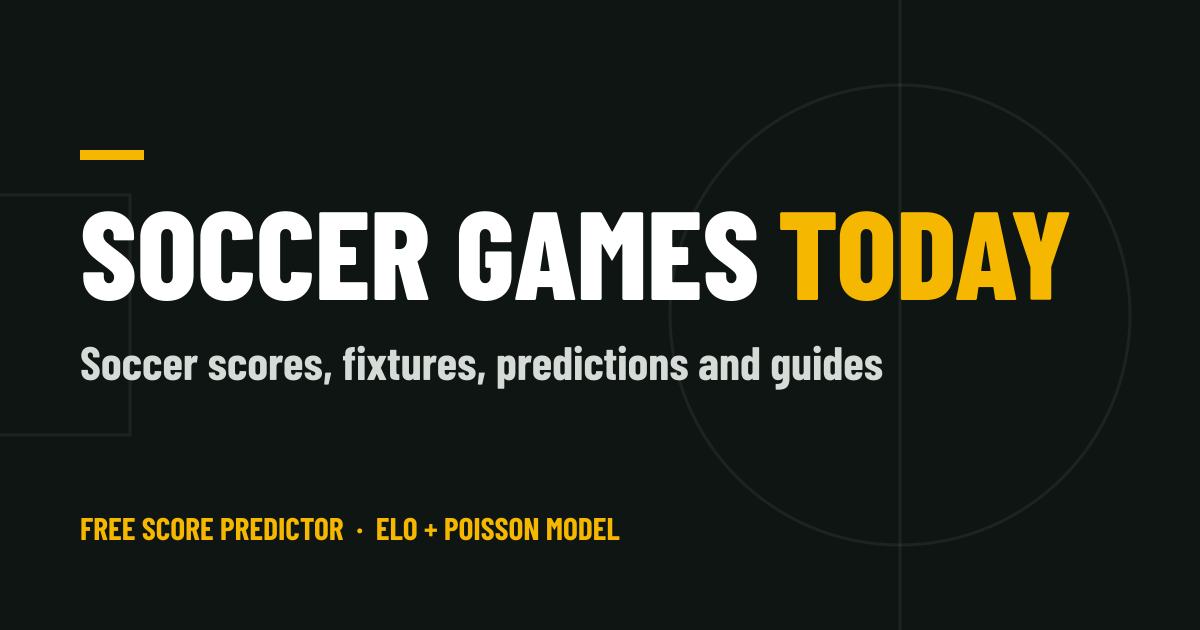 SOCCER GAMES TODAY
Soccer scores, fixtures, predictions and guides
FREE SCORE PREDICTOR · ELO + POISSON MODEL